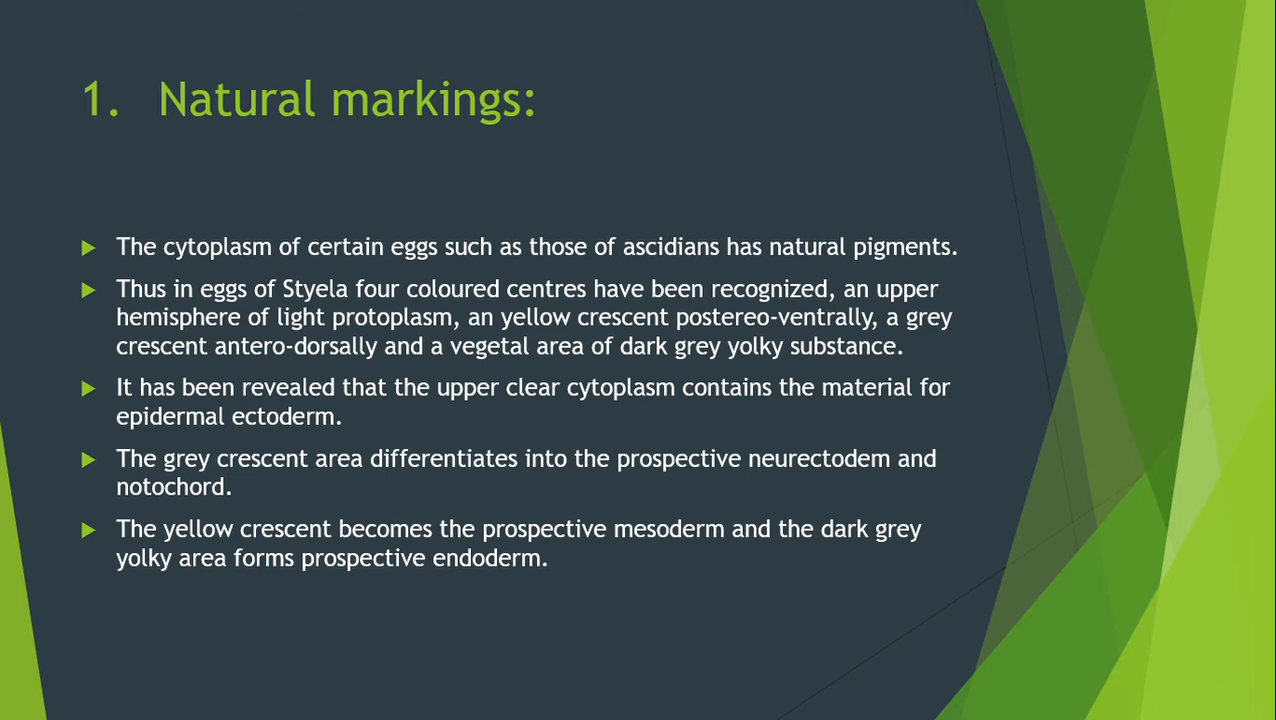 1. Natural markings:
The cytoplasm of certain eggs such as those of ascidians has natural pigments.
Thus in eggs of Styela four coloured centres have been recognized, an upper
hemisphere of light protoplasm, an yellow crescent postereo-ventrally, a grey
crescent antero-dorsally and a vegetal area of dark grey yolky substance.
It has been revealed that the upper clear cytoplasm contains the material for
epidermal ectoderm.
The grey crescent area differentiates into the prospective neurectodem and
notochord.
The yellow crescent becomes the prospective mesoderm and the dark grey
yolky area forms prospective endoderm.